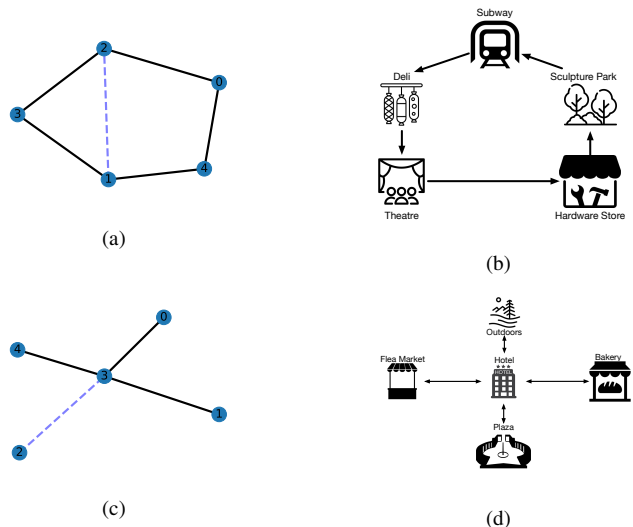 2
0
3
1
4
(a)
Subway
Deli
Sculpture Park
Theatre
Hardware Store
(b)
0
4
3
1
2
(c)
Outdoors
Flea Market
Hotel
Bakery
Plaza
(d)